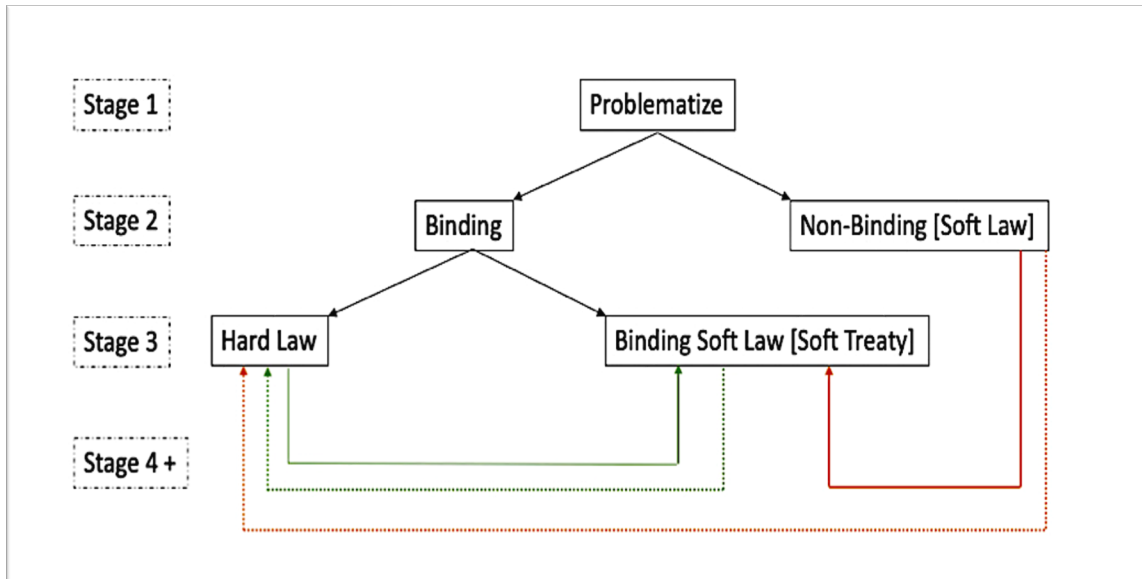 Stage 1
Problematize
Stage 2
Binding
Non-Binding [Soft Law]
Stage 3
Hard Law
Binding Soft Law [Soft Treaty]
Stage 4 +